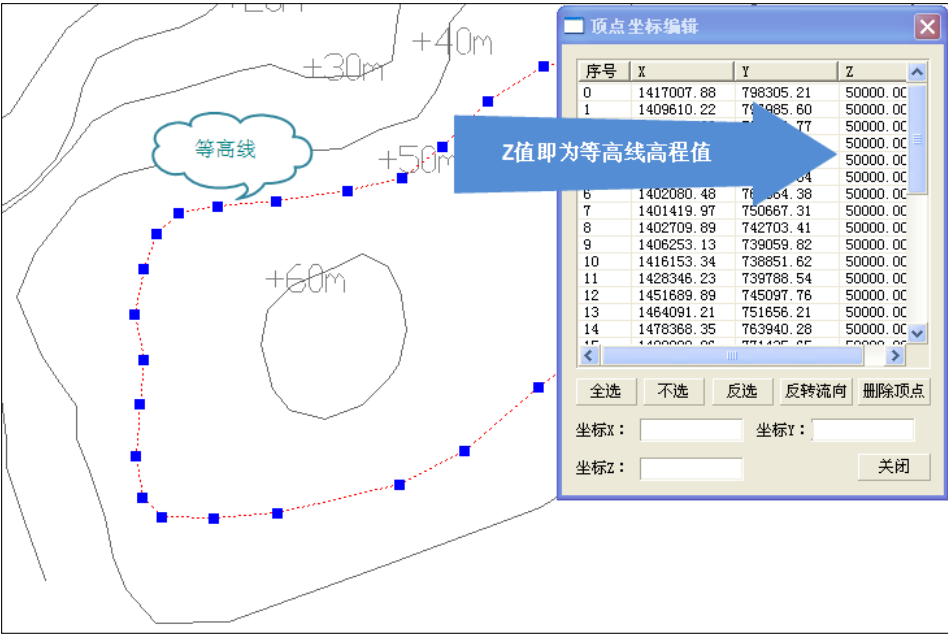 +40m
+30m
等高线
+50m
+60m
顶点坐标编辑
序号 X Y Z
0 1417007.88 798305.21 50000.00
1 1409610.22 50000.00
50000.00
50000.00
50000.00
50000.00
Z值即为等高线高程值
6 1402080.48 50000.00
7 1401419.97 750667.31 50000.00
8 1402709.89 742703.41 50000.00
9 1406253.13 739059.82 50000.00
10 1416153.34 738851.62 50000.00
11 1428346.23 739788.54 50000.00
12 1451689.89 745097.76 50000.00
13 1464091.21 751656.21 50000.00
14 1478368.35 763940.28 50000.00
全选 不选 反选 反转流向 删除顶点
坐标X： 坐标Y：
坐标Z： 关闭